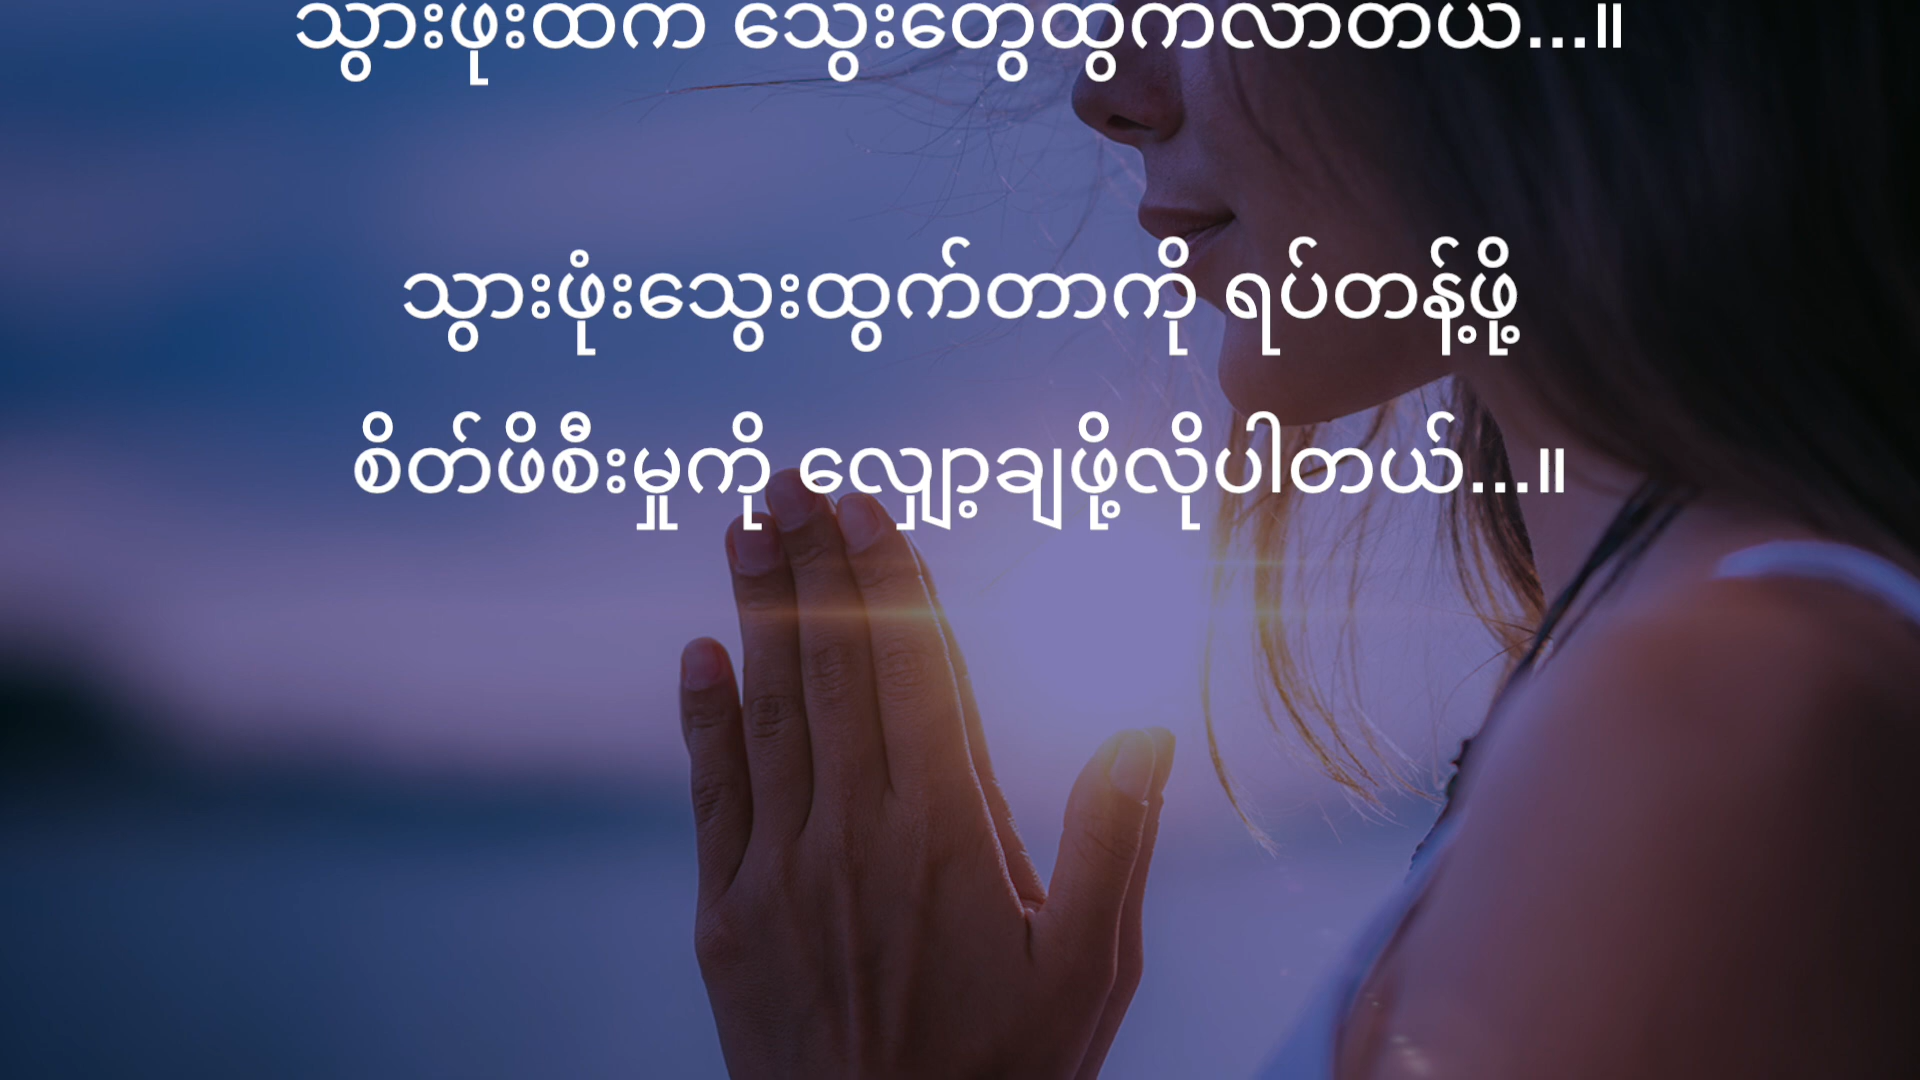 သွားဖုံးထဲက သွေးတွေထွက်လာတယ်...။
သွားဖုံးသွေးထွက်တာကို ရပ်တန့်ဖို့
စိတ်ဖိစီးမှုကို လျှော့ချဖို့လိုပါတယ်...။